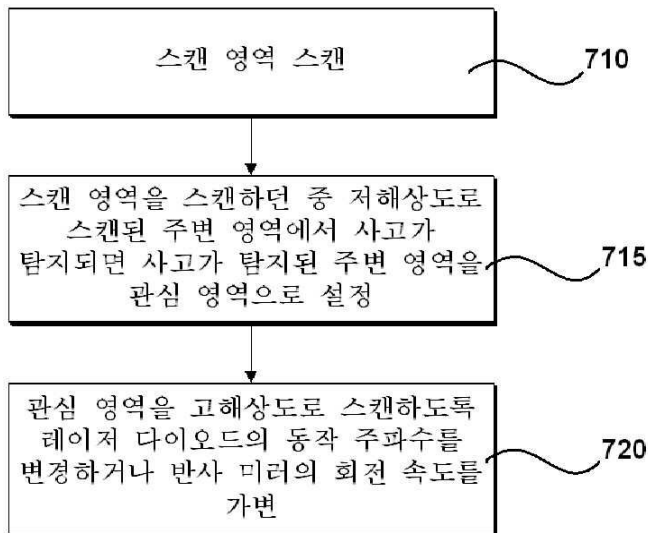 스캔 영역 스캔
710
스캔 영역을 스캔하던 중 저해상도로
스캔된 주변 영역에서 사고가
탐지되면 사고가 탐지된 주변 영역을
관심 영역으로 설정
715
관심 영역을 고해상도로 스캔하도록
레이저 다이오드의 동작 주파수를
변경하거나 반사 미러의 회전 속도를
가변
720